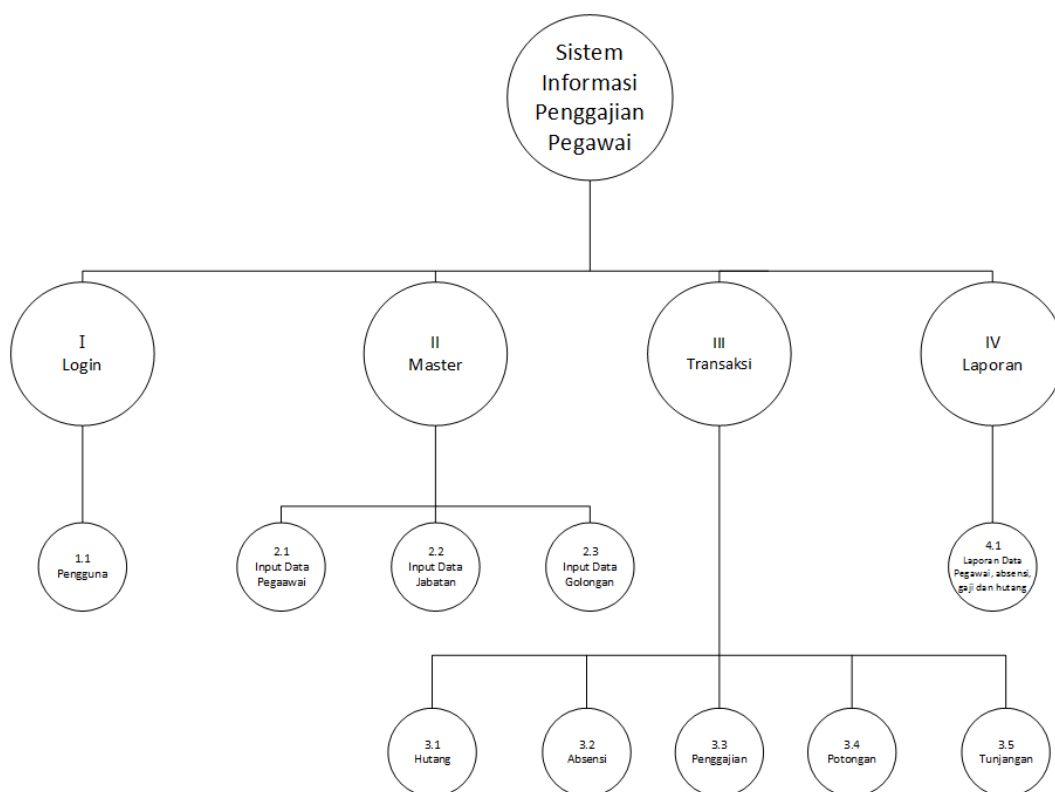 Sistem
Informasi
Penggajian
Pegawai
I
Login
II
Master
III
Transaksi
IV
Laporan
1.1
Pengguna
2.1
Input Data
Pegaawai
2.2
Input Data
Jabatan
2.3
Input Data
Golongan
4.1
Laporan Data
Pegawai, absensi,
gaji dan hutang
3.1
Hutang
3.2
Absensi
3.3
Penggajian
3.4
Potongan
3.5
Tunjangan